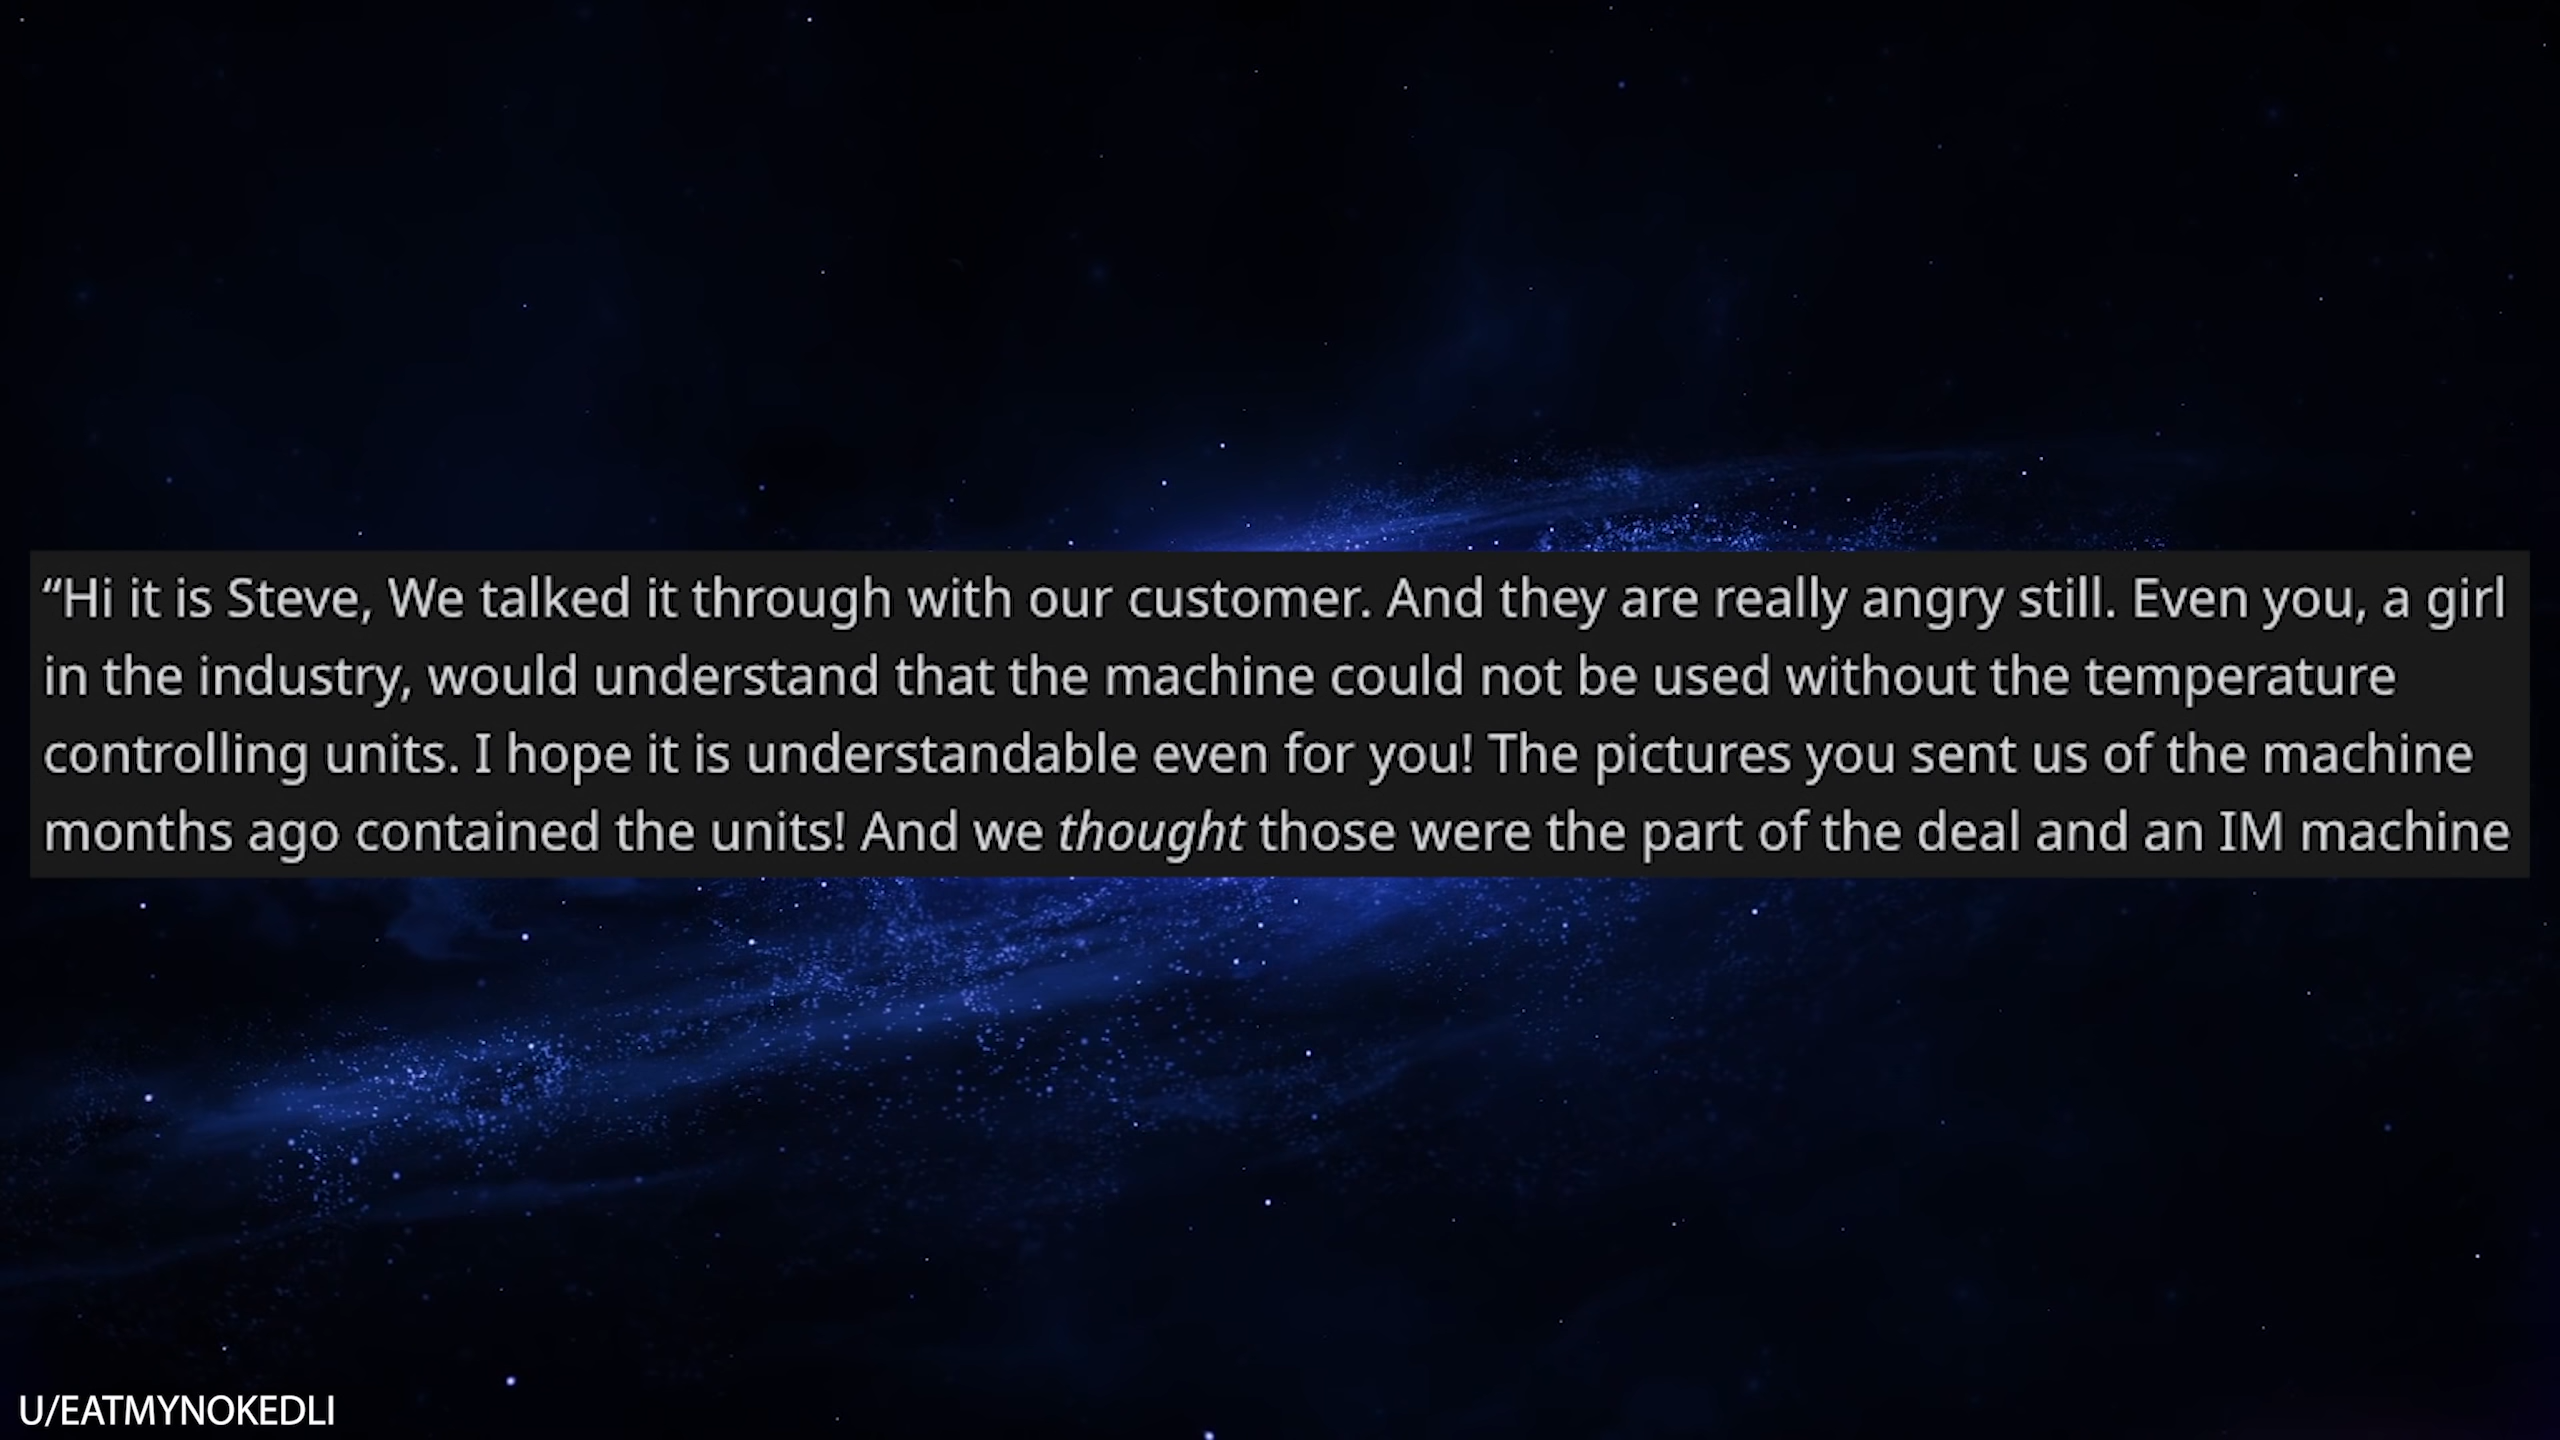 “Hi it is Steve, We talked it through with our customer. And they are really angry still. Even you, a girl
in the industry, would understand that the machine could not be used without the temperature
controlling units. I hope it is understandable even for you! The pictures you sent us of the machine
months ago contained the units! And we thought those were the part of the deal and an IM machine
U/EATMYNOKEDLI